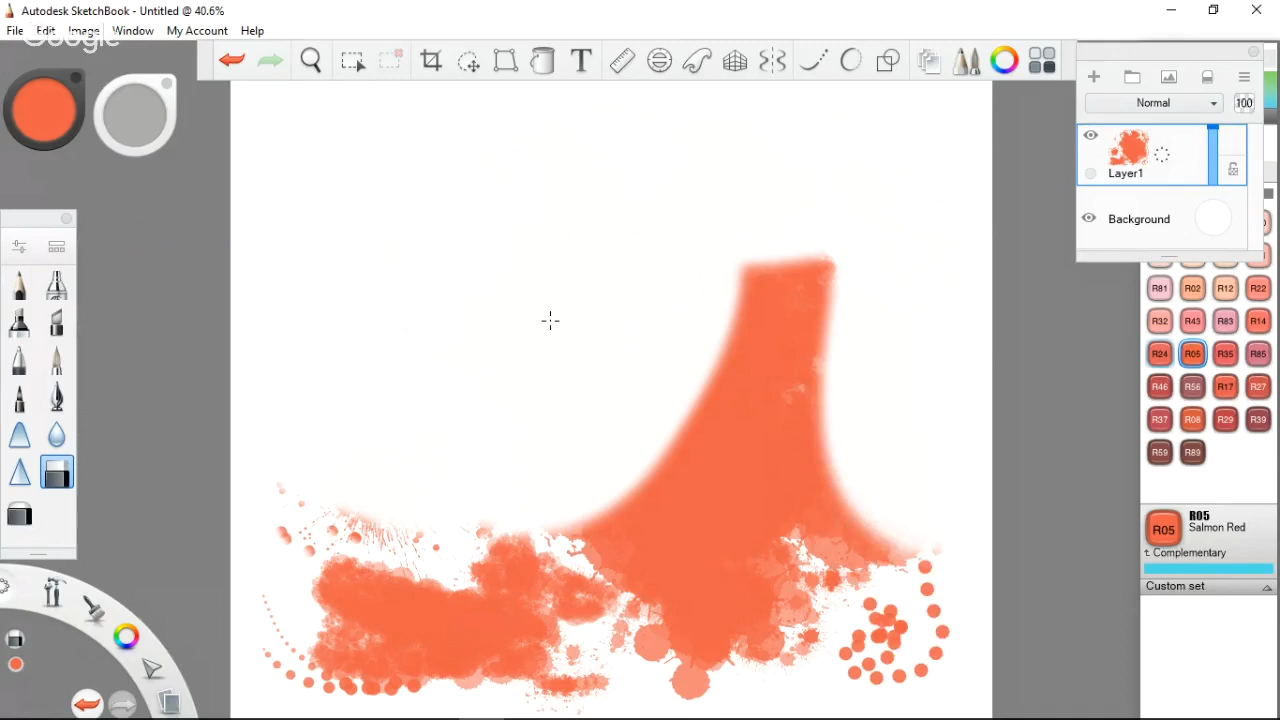 Autodesk SketchBook - Untitled @ 40.6%
File Edit Image Window My Account Help
Google
Normal 100
Layer1
Background
R81 R02 R12 R22
R32 R43 R83 R14
R24 R05 R35 R85
R46 R56 R17 R27
R37 R08 R29 R39
R59 R89
R05
R05
Salmon Red
t. Complementary
Custom set